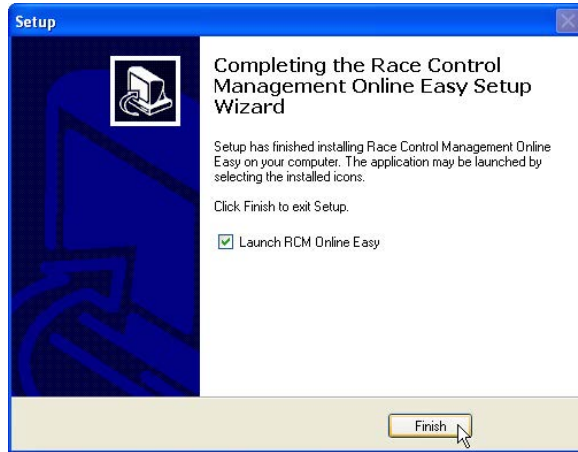 Setup
Completing the Race Control
Management Online Easy Setup
Wizard
Setup has finished installing Race Control Management Online
Easy on your computer. The application may be launched by
selecting the installed icons.
Click Finish to exit Setup.
Launch RCM Online Easy
Finish